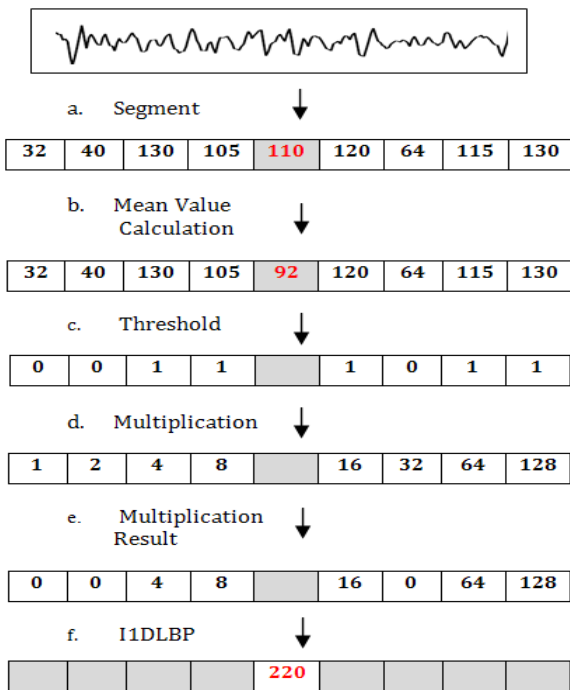 a. Segment
32 40 130 105 110 120 64 115 130
b. Mean Value
Calculation
32 40 130 105 92 120 64 115 130
c. Threshold
0 0 1 1 1 0 1 1
d. Multiplication
1 2 4 8 16 32 64 128
e. Multiplication
Result
0 0 4 8 16 0 64 128
f. I1DLBP
220